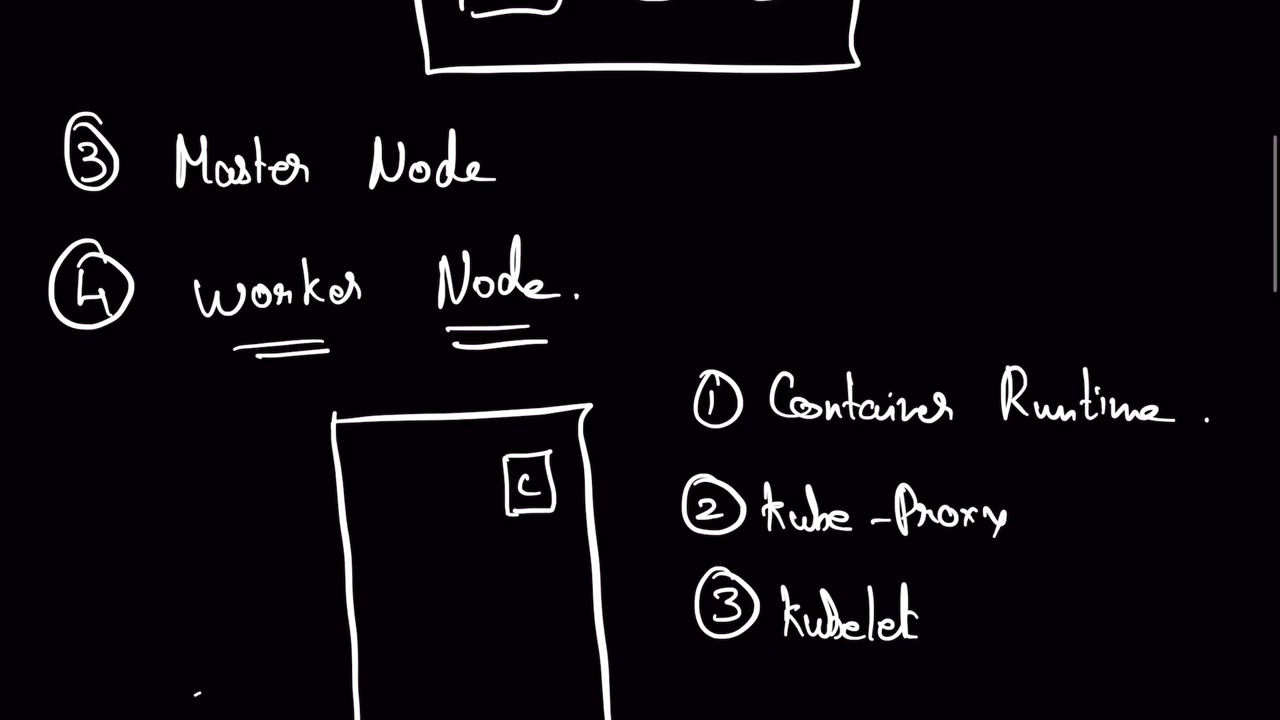 ③ Master Node
④ Worker Node.
① Container Runtime.
C
② Kube-Proxy
③ Kubelet